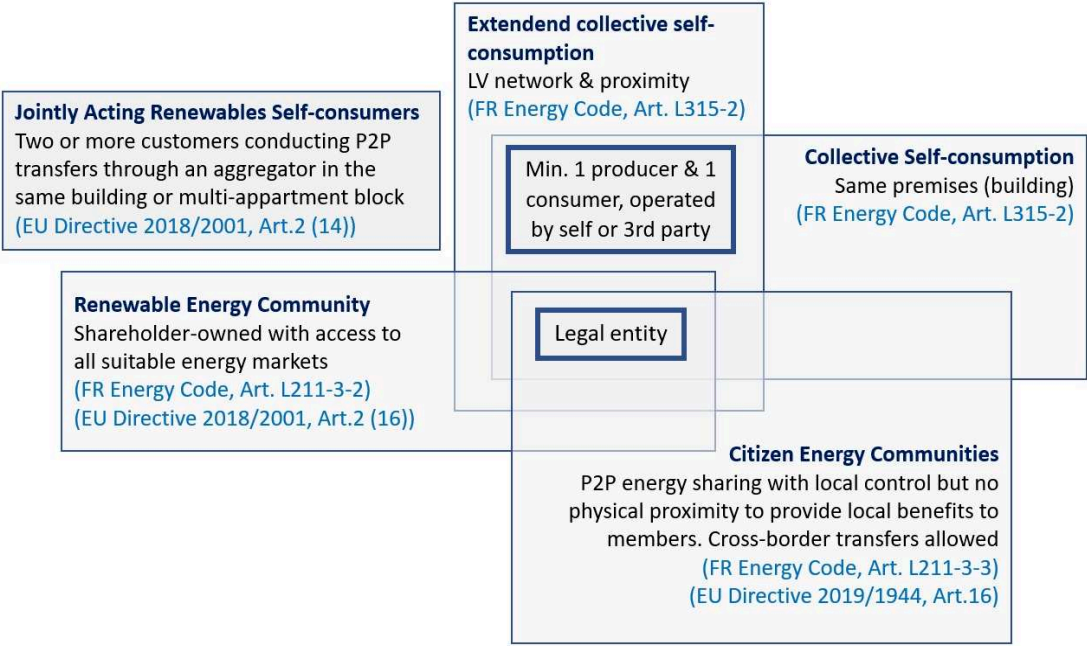 Extendend collective self-
consumption
LV network & proximity
(FR Energy Code, Art. L315-2)
Jointly Acting Renewables Self-consumers
Two or more customers conducting P2P
transfers through an aggregator in the
same building or multi-appartment block
(EU Directive 2018/2001, Art.2 (14))
Min. 1 producer & 1
consumer, operated
by self or 3rd party
Collective Self-consumption
Same premises (building)
(FR Energy Code, Art. L315-2)
Renewable Energy Community
Shareholder-owned with access to
all suitable energy markets
(FR Energy Code, Art. L211-3-2)
(EU Directive 2018/2001, Art.2 (16))
Legal entity
Citizen Energy Communities
P2P energy sharing with local control but no
physical proximity to provide local benefits to
members. Cross-border transfers allowed
(FR Energy Code, Art. L211-3-3)
(EU Directive 2019/1944, Art.16)